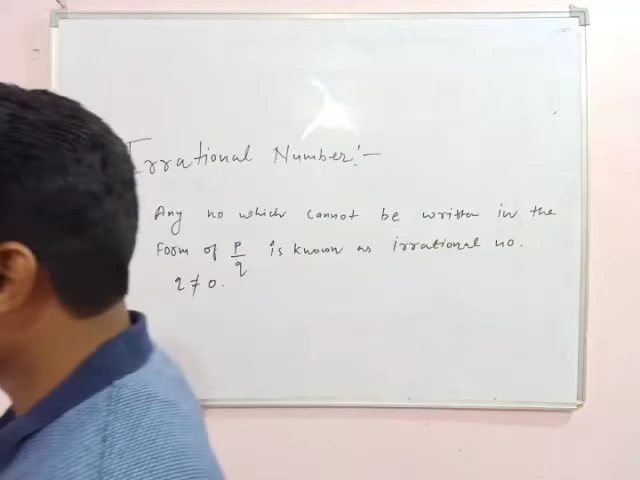 Irrational Number:-
Any no which cannot be written in the
form of p/q is known as irrational no.
q ≠ 0.